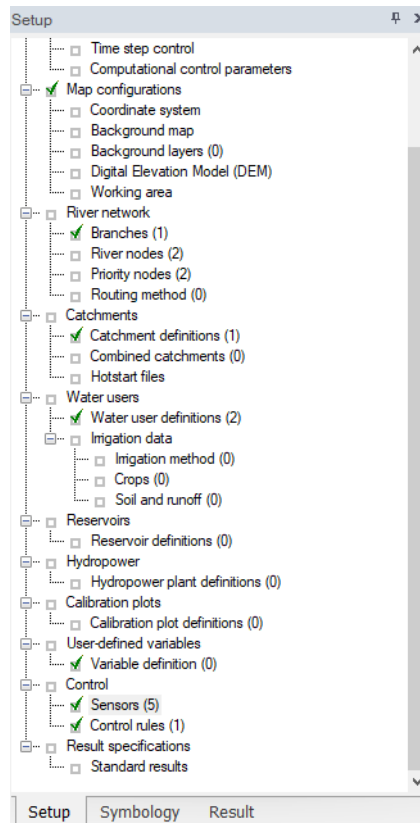 Setup
Time step control
Computational control parameters
Map configurations
Coordinate system
Background map
Background layers (0)
Digital Elevation Model (DEM)
Working area
River network
Branches (1)
River nodes (2)
Priority nodes (2)
Routing method (0)
Catchments
Catchment definitions (1)
Combined catchments (0)
Hotstart files
Water users
Water user definitions (2)
Irrigation data
Irrigation method (0)
Crops (0)
Soil and runoff (0)
Reservoirs
Reservoir definitions (0)
Hydropower
Hydropower plant definitions (0)
Calibration plots
Calibration plot definitions (0)
User-defined variables
Variable definition (0)
Control
Sensors (5)
Control rules (1)
Result specifications
Standard results
Setup Symbology Result